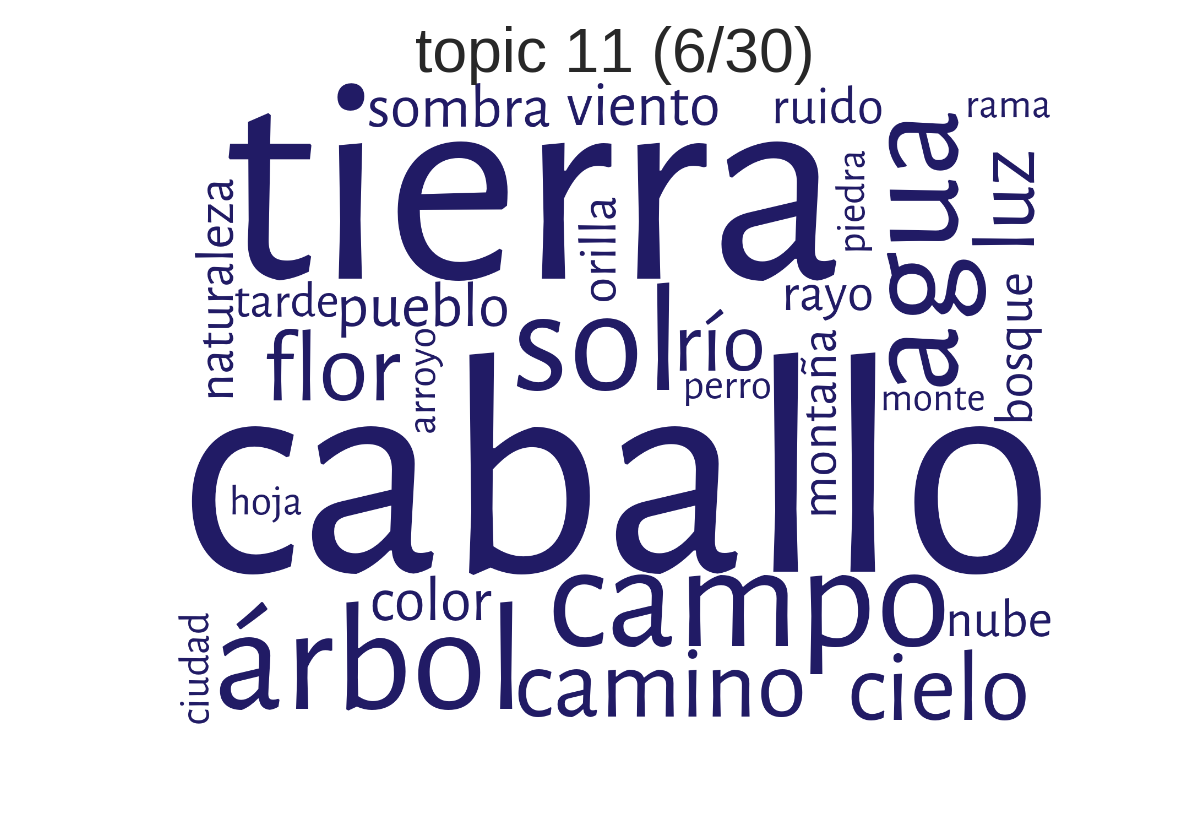 topic 11 (6/30)
sombra
viento
ruido
rama
tierra
agua
luz
piedra
orilla
naturaleza
tarde
pueblo
rayo
bosque
flor
arroyo
sol
río
perro
montaña
monte
caballo
hoja
color
campo
nube
ciudad
árbol
camino
cielo